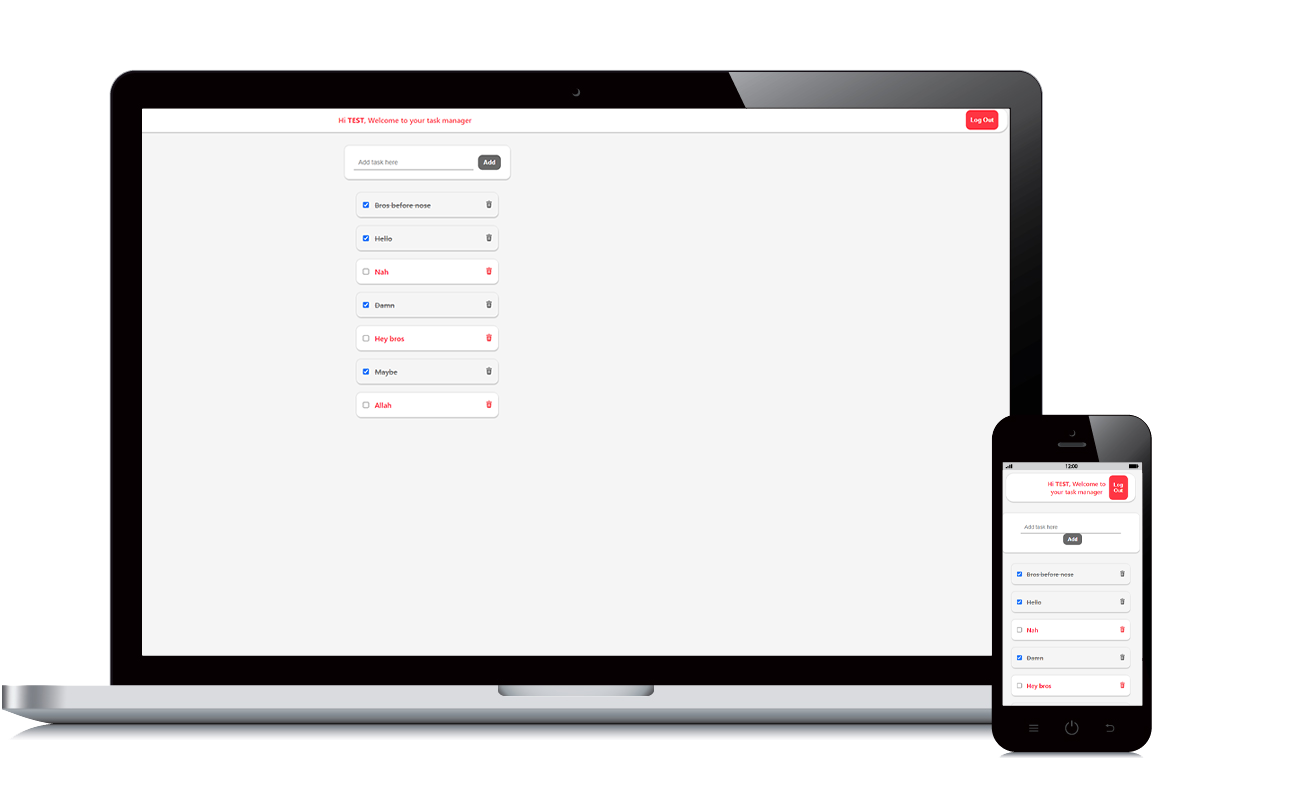 Hi TEST, Welcome to your task manager
Log Out
Add task here
Add
Bros before nose
Hello
Nah
Damn
Hey bros
Maybe
Allah
12:00
Hi TEST, Welcome to
your task manager
Log
Out
Add task here
Add
Bros before nose
Hello
Nah
Damn
Hey bros